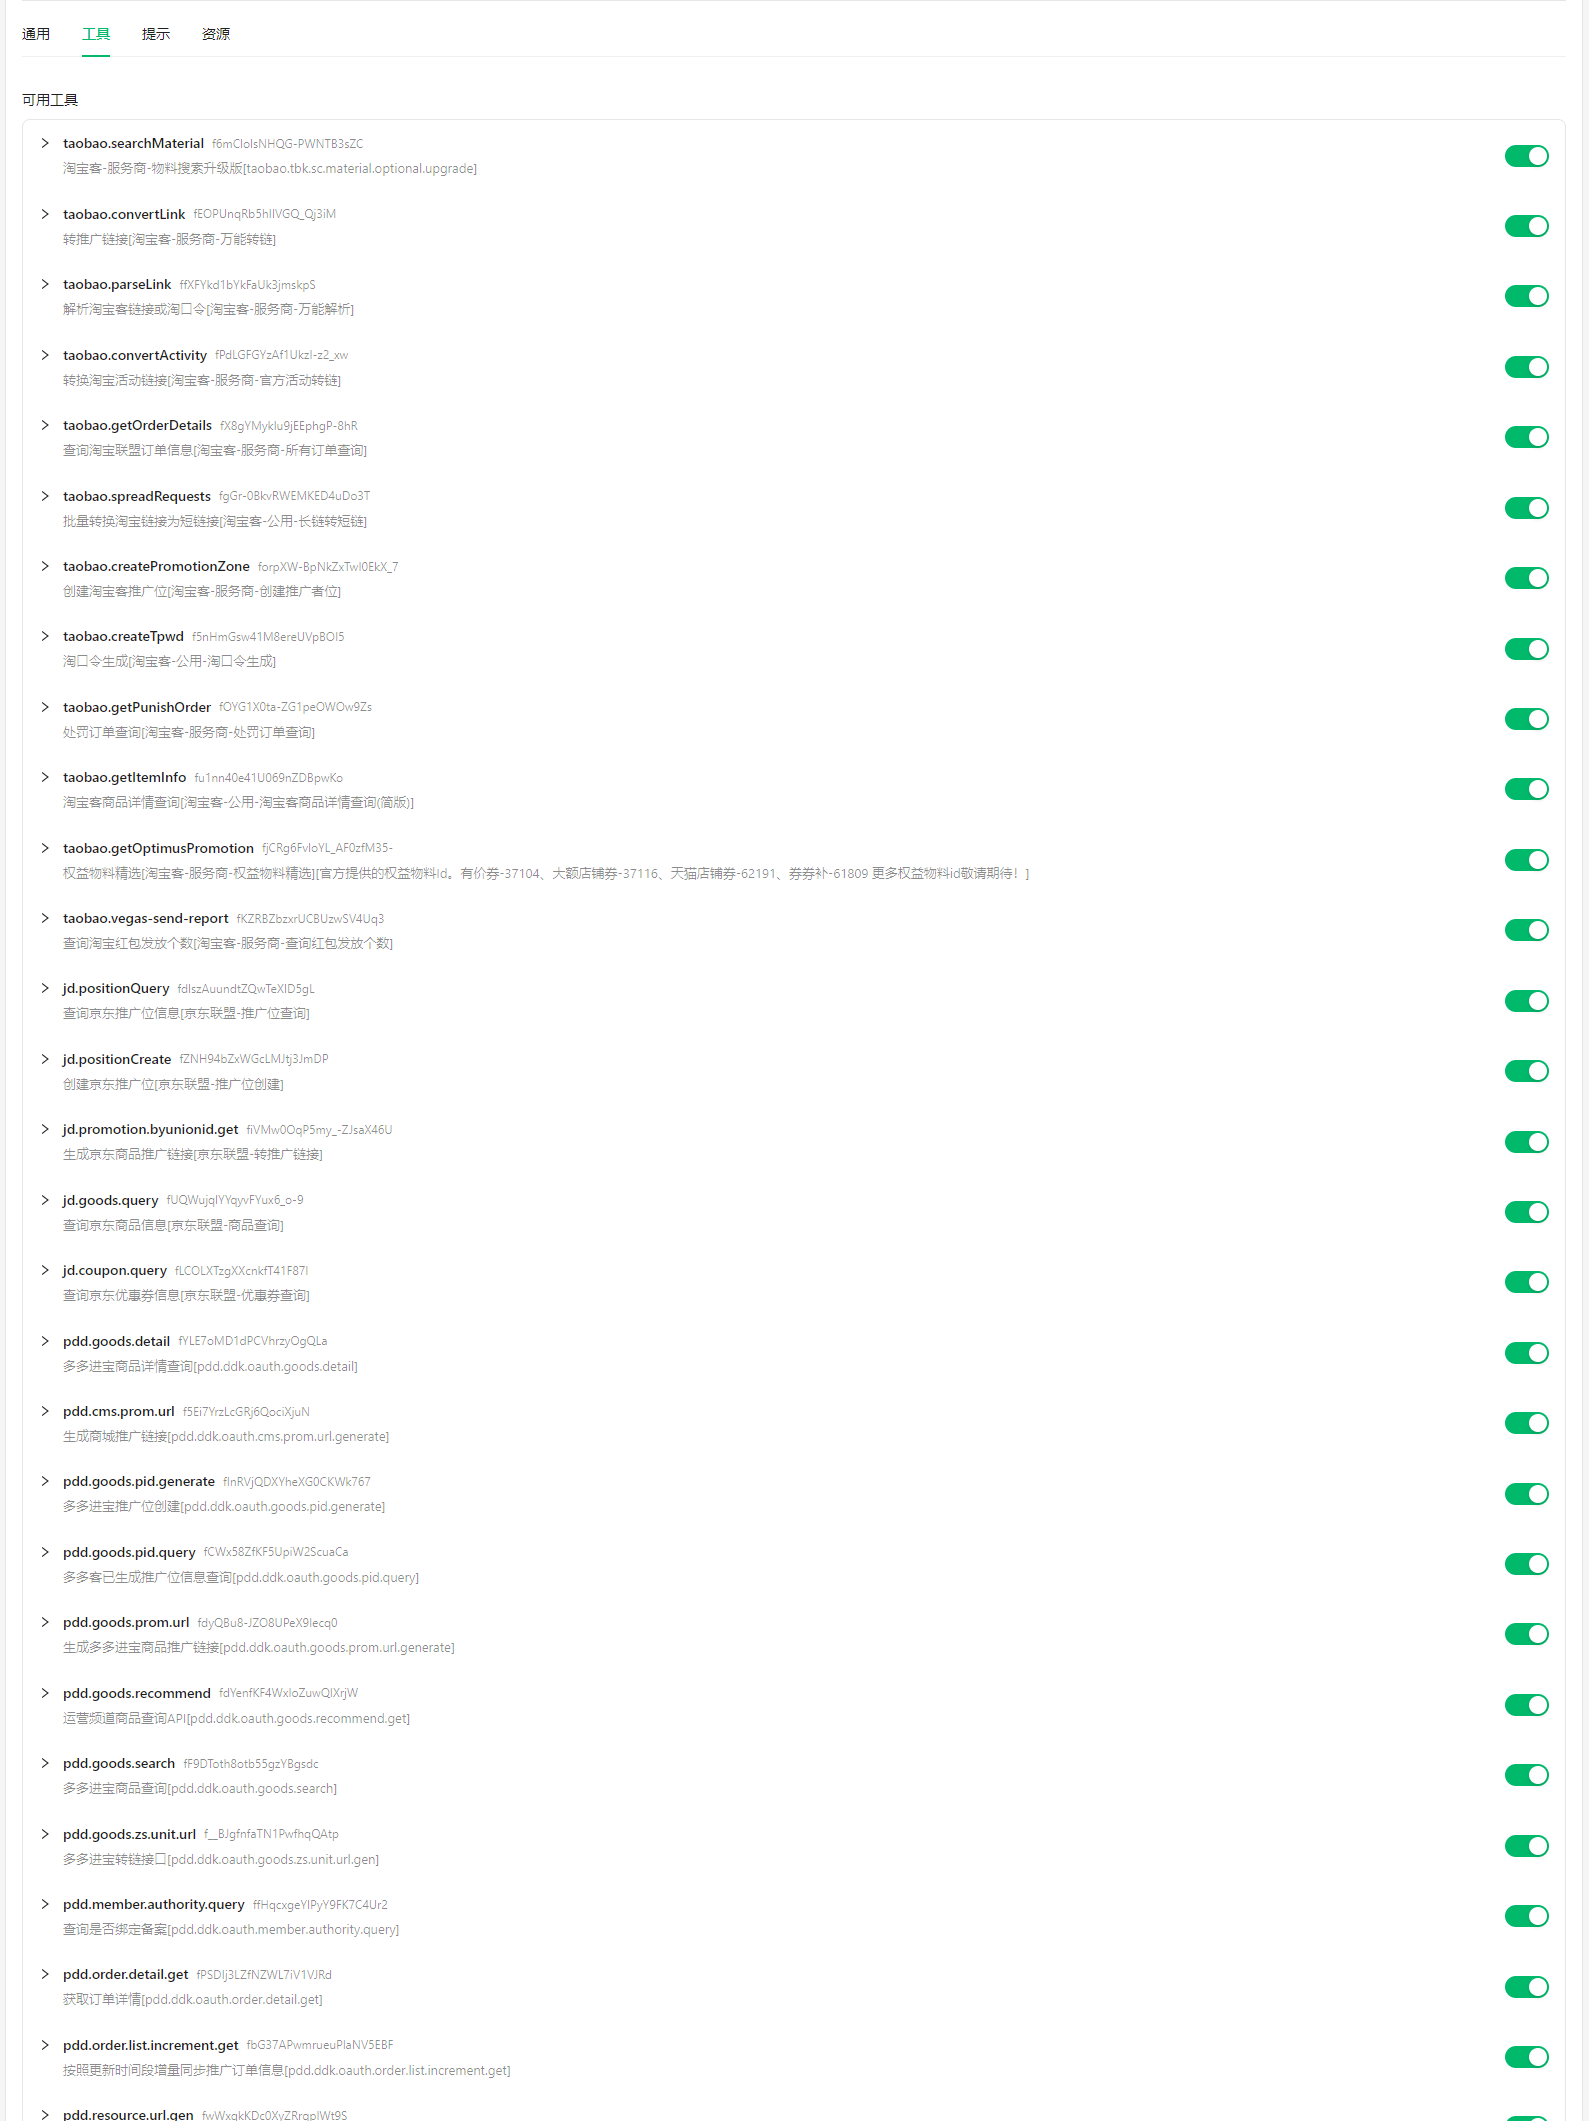 通用 工具 提示 资源
可用工具
taobao.searchMaterial f6mCIoIsNHQG-PWNTB3sZC
淘宝客-服务商-物料搜索升级版[taobao.tbk.sc.material.optional.upgrade]
taobao.convertLink fEOPUnqRb5hIIVGQ_Qj3iM
转推广链接[淘宝客-服务商-万能转链]
taobao.parseLink ffXFYkd1bYkFaUk3jmskpS
解析淘宝客链接或淘口令[淘宝客-服务商-万能解析]
taobao.convertActivity fPdLGFGYzAf1UkzI-z2_xw
转换淘宝活动链接[淘宝客-服务商-官方活动转链]
taobao.getOrderDetails fX8gYMykIu9jEEphgP-8hR
查询淘宝联盟订单信息[淘宝客-服务商-所有订单查询]
taobao.spreadRequests fgGr-0BkvRWEMKED4uDo3T
批量转换淘宝链接为短链接[淘宝客-公用-长链转短链]
taobao.createPromotionZone forpXW-BpNkZxTwI0EkX_7
创建淘宝客推广位[淘宝客-服务商-创建推广者位]
taobao.createTpwd f5nHmGsw41M8ereUVpBOI5
淘口令生成[淘宝客-公用-淘口令生成]
taobao.getPunishOrder fOYG1X0ta-ZG1peOWOw9Zs
处罚订单查询[淘宝客-服务商-处罚订单查询]
taobao.getItemInfo fu1nn40e41U069nZDBpwKo
淘宝客商品详情查询[淘宝客-公用-淘宝客商品详情查询(简版)]
taobao.getOptimusPromotion fjCRg6FvIoYL_AF0zfM35-
权益物料精选[淘宝客-服务商-权益物料精选][官方提供的权益物料Id。有价券-37104、大额店铺券-37116、天猫店铺券-62191、券券补-61809 更多权益物料id敬请期待！]
taobao.vegas-send-report fKZRBZbzxrUCBUzwSV4Uq3
查询淘宝红包发放个数[淘宝客-服务商-查询红包发放个数]
jd.positionQuery fdIszAuundtZQwTeXID5gL
查询京东推广位信息[京东联盟-推广位查询]
jd.positionCreate fZNH94bZxWGcLMJtj3JmDP
创建京东推广位[京东联盟-推广位创建]
jd.promotion.byunionid.get fiVMw0OqP5my_-ZJsaX46U
生成京东商品推广链接[京东联盟-转推广链接]
jd.goods.query fUQWujqIYYqyvFYux6_o-9
查询京东商品信息[京东联盟-商品查询]
jd.coupon.query fLCOLXTzgXXcnkfT41F87I
查询京东优惠券信息[京东联盟-优惠券查询]
pdd.goods.detail fYLE7oMD1dPCVhrzyOgQLa
多多进宝商品详情查询[pdd.ddk.oauth.goods.detail]
pdd.cms.prom.url f5Ei7YrzLcGRj6QociXjuN
生成商城推广链接[pdd.ddk.oauth.cms.prom.url.generate]
pdd.goods.pid.generate fInRVjQDXYheXG0CKWk767
多多进宝推广位创建[pdd.ddk.oauth.goods.pid.generate]
pdd.goods.pid.query fCWx58ZfKF5UpiW2ScuaCa
多多客已生成推广位信息查询[pdd.ddk.oauth.goods.pid.query]
pdd.goods.prom.url fdyQBu8-JZO8UPeX9Iecq0
生成多多进宝商品推广链接[pdd.ddk.oauth.goods.prom.url.generate]
pdd.goods.recommend fdYenfKF4WxIoZuwQIXrjW
运营频道商品查询API[pdd.ddk.oauth.goods.recommend.get]
pdd.goods.search fF9DToth8otb55gzYBgsdc
多多进宝商品查询[pdd.ddk.oauth.goods.search]
pdd.goods.zs.unit.url f__BJgfnfaTN1PwfhqQAtp
多多进宝转链接口[pdd.ddk.oauth.goods.zs.unit.url.gen]
pdd.member.authority.query ffHqcxgeYIPyY9FK7C4Ur2
查询是否绑定备案[pdd.ddk.oauth.member.authority.query]
pdd.order.detail.get fPSDIj3LZfNZWL7iV1VJRd
获取订单详情[pdd.ddk.oauth.order.detail.get]
pdd.order.list.increment.get fbG37APwmrueuPIaNV5EBF
按照更新时间段增量同步推广订单信息[pdd.ddk.oauth.order.list.increment.get]
pdd.resource.url.gen fwWxqkKDc0XyZRrqpIWt9S